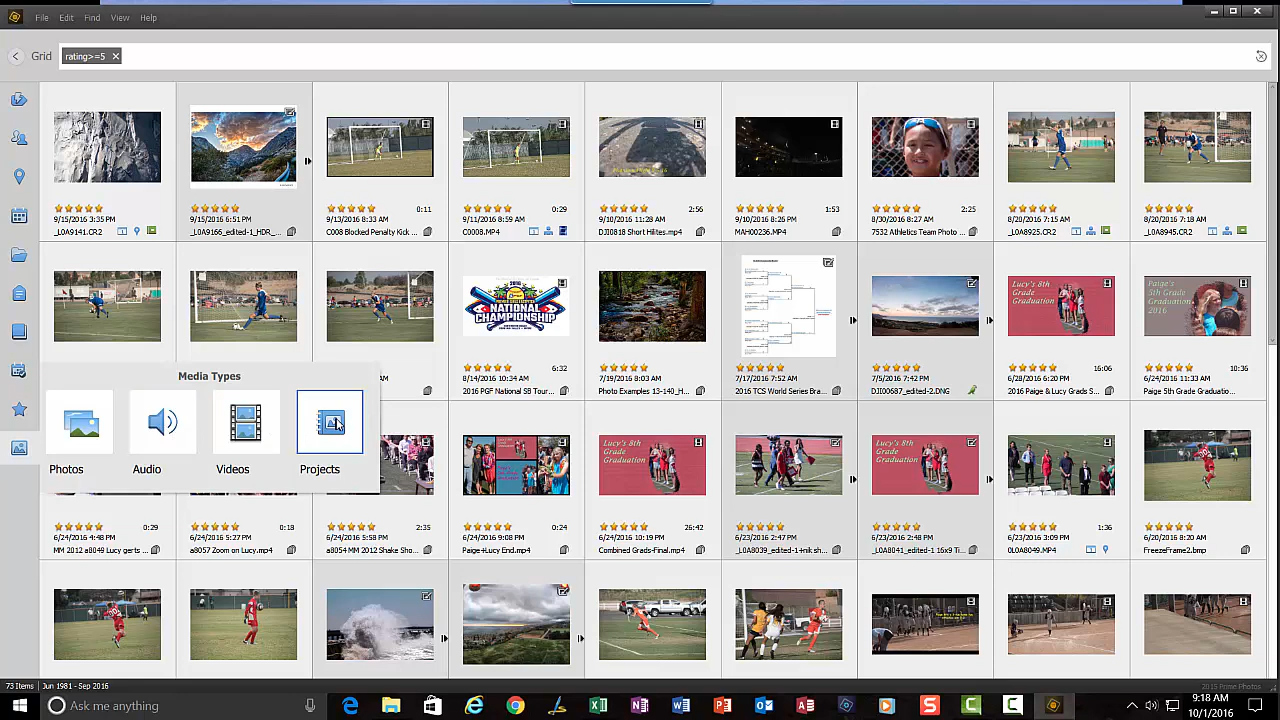 File Edit Find View Help
Grid rating>=5
9/15/2016 3:35 PM
_L0A9141.CR2
9/15/2016 6:51 PM
_L0A9166_edited-1_HDR_...
9/13/2016 8:33 AM 0:11
C008 Blocked Penalty Kick ...
9/11/2016 8:59 AM 0:29
C0008.MP4
9/10/2016 11:28 AM 2:56
DJI0818 Short Hilites.mp4
9/10/2016 8:26 PM 1:53
MAH00236.MP4
8/30/2016 8:27 AM 2:25
7532 Athletics Team Photo ...
8/20/2016 7:15 AM
_L0A8925.CR2
8/20/2016 7:18 AM
_L0A8945.CR2
2016
NATIONAL
CHAMPIONSHIP
Lucy's 8th
Grade
Graduation
Paige's
5th Grade
Graduation
2016
8/14/2016 10:34 AM 6:32
2016 PGF National SB Tour...
7/19/2016 8:03 AM
Photo Examples 13-140_H...
7/17/2016 7:52 AM
2016 TCS World Series Bra...
7/5/2016 7:42 PM
DJI00687_edited-2.DNG
6/28/2016 6:20 PM 16:06
2016 Paige & Lucy Grads S...
6/24/2016 11:33 AM 10:36
Paige 5th Grade Graduatio...
Media Types
Photos Audio Videos Projects
Lucy's 8th
Grade
Graduation
Lucy's 8th
Grade
Graduation
6/24/2016 4:48 PM 0:29
MM 2012 a8049 Lucy gerts ...
6/24/2016 5:27 PM 0:18
a8057 Zoom on Lucy.mp4
6/24/2016 5:58 PM 2:35
a8054 MM 2012 Shake Sho...
6/24/2016 9:08 PM 0:24
Paige+Lucy End.mp4
6/24/2016 10:19 PM 26:42
Combined Grads-Final.mp4
6/23/2016 2:47 PM
_L0A8039_edited-1+nik sh...
6/23/2016 2:48 PM
_L0A8041_edited-1 16x9 Ti...
6/23/2016 3:09 PM 1:36
0L0A8049.MP4
6/20/2016 8:20 AM
FreezeFrame2.bmp
73 Items Jun 1981 - Sep 2016
2015 Prime Photos
Ask me anything
9:18 AM
10/1/2016